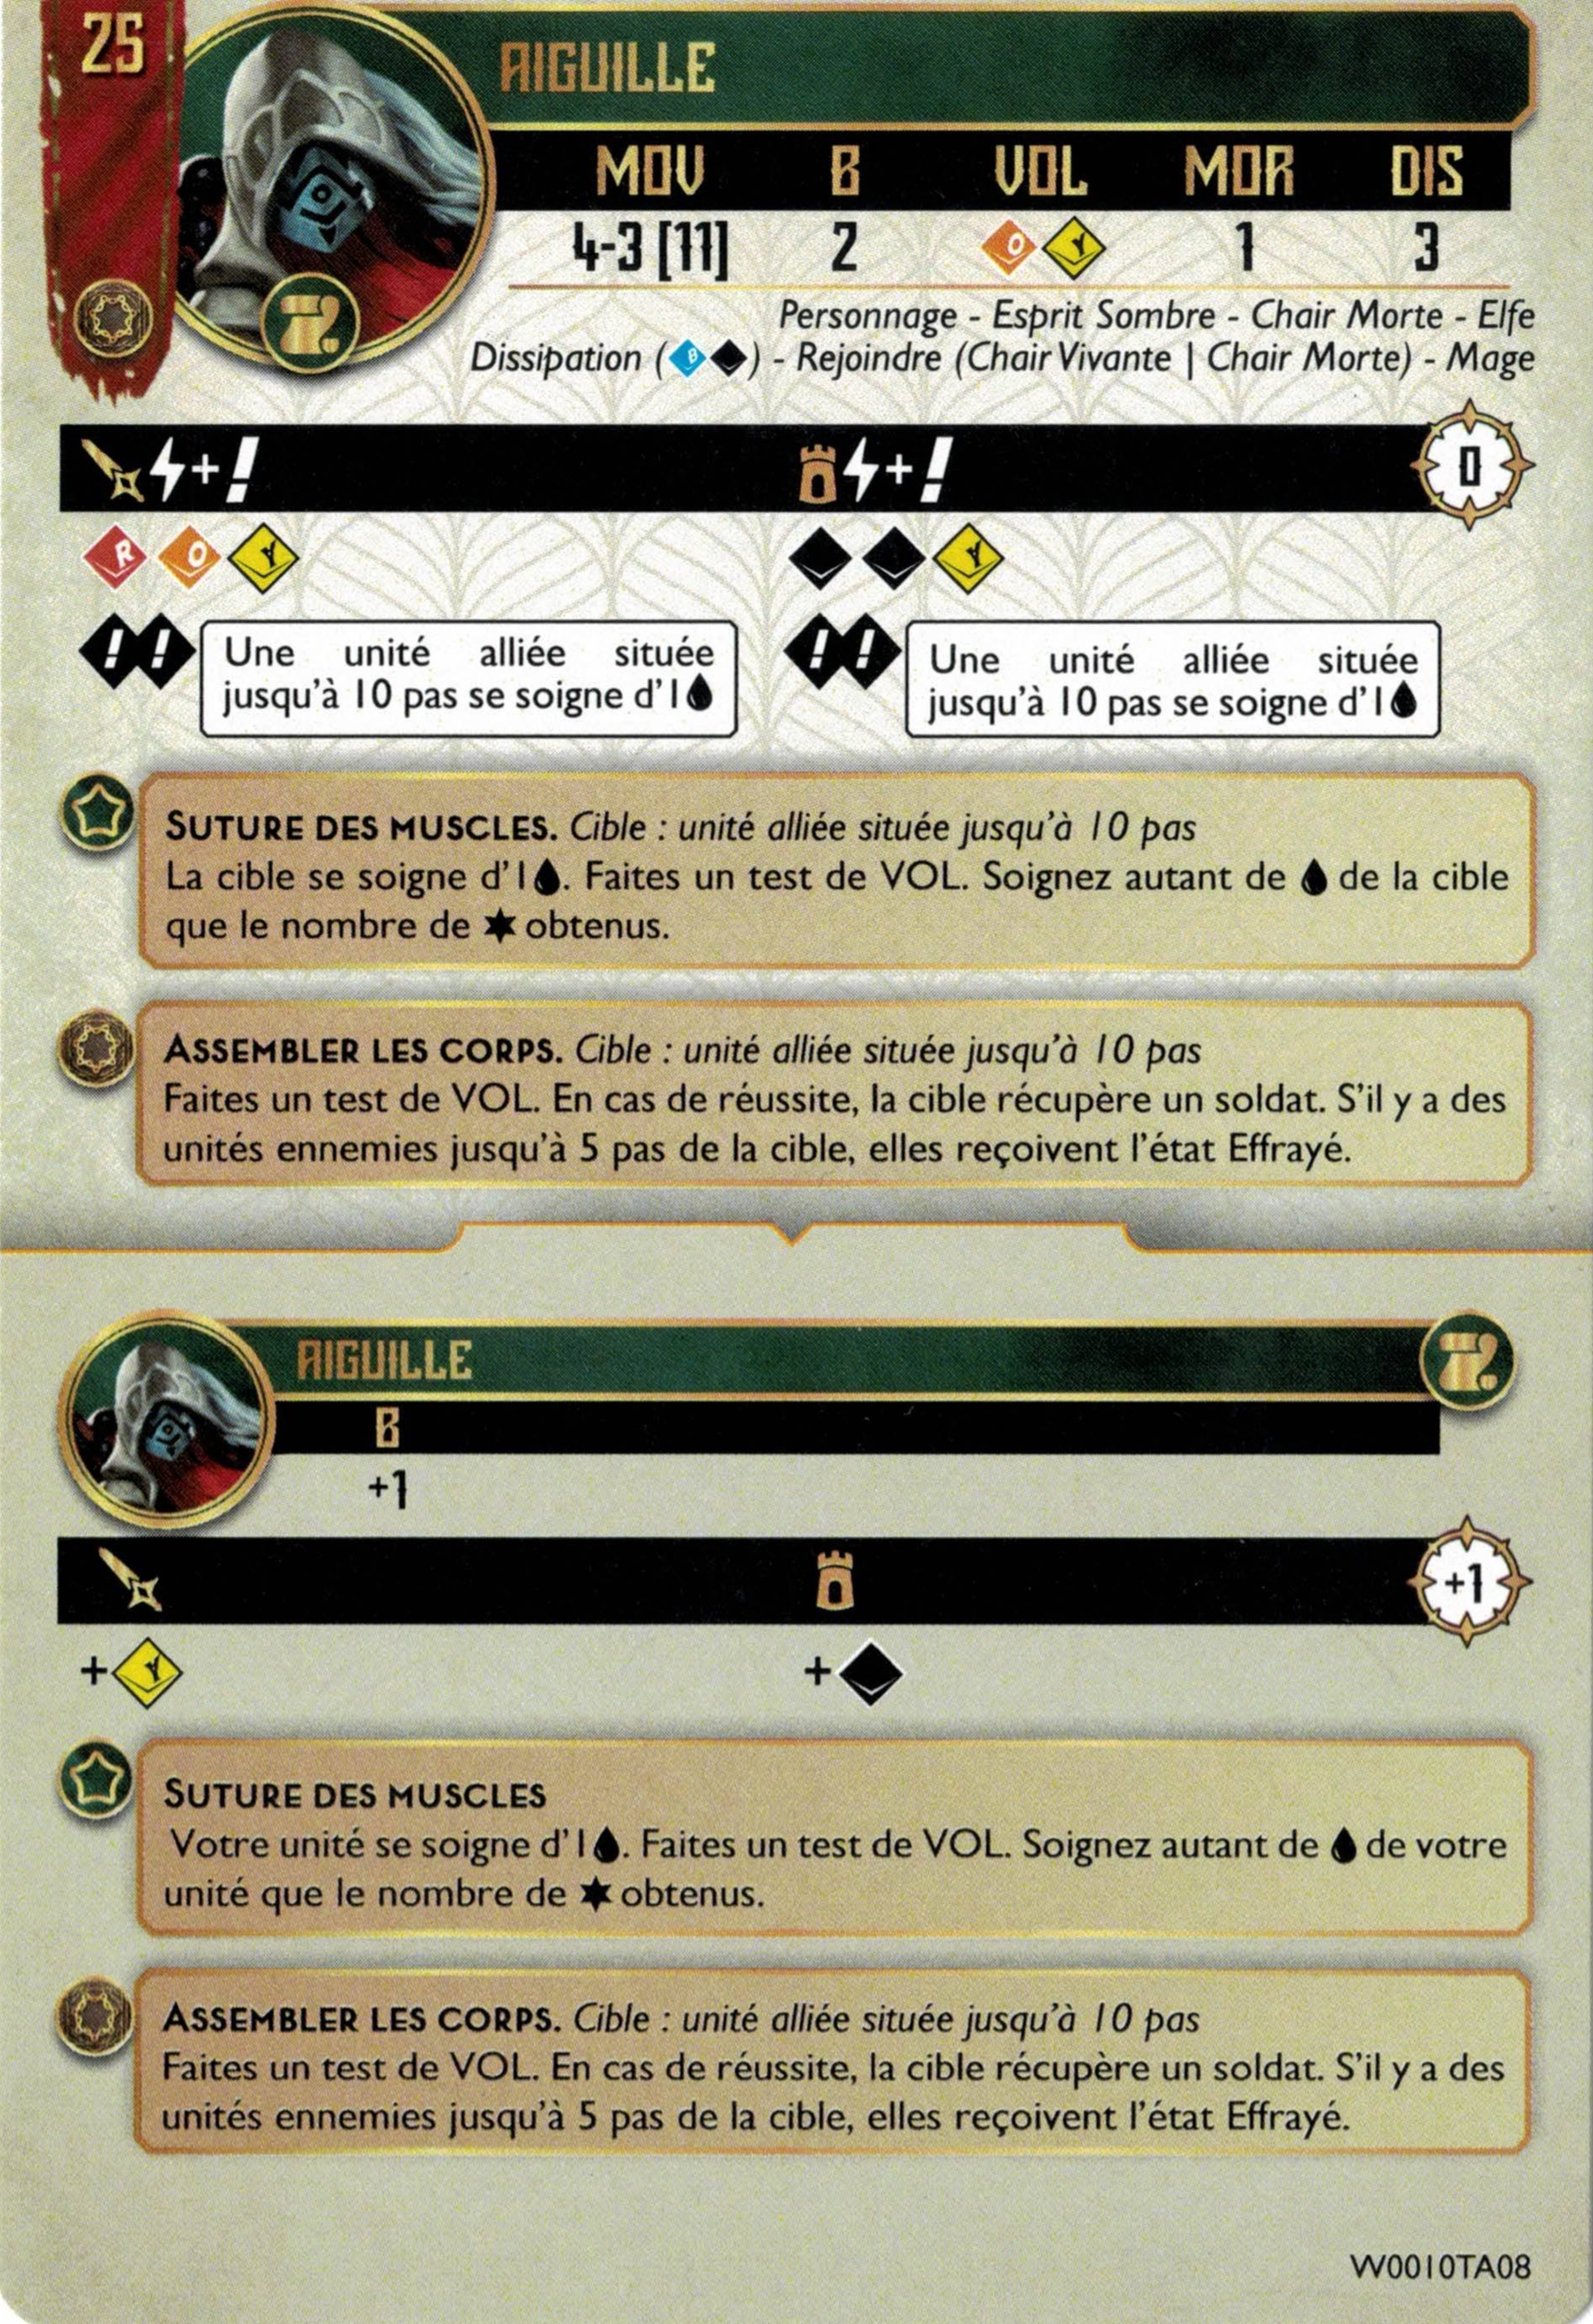 25
AIGUILLE
MOV B VOL MOR DIS
4-3 [11] 2 O Y 1 3
Personnage - Esprit Sombre - Chair Morte - Elfe
Dissipation (B) - Rejoindre (Chair Vivante | Chair Morte) - Mage
+! +! 0
R O Y Y
!! Une unité alliée située
jusqu'à 10 pas se soigne d'1
!! Une unité alliée située
jusqu'à 10 pas se soigne d'1
SUTURE DES MUSCLES. Cible : unité alliée située jusqu'à 10 pas
La cible se soigne d'1. Faites un test de VOL. Soignez autant de de la cible
que le nombre de obtenus.
ASSEMBLER LES CORPS. Cible : unité alliée située jusqu'à 10 pas
Faites un test de VOL. En cas de réussite, la cible récupère un soldat. S'il y a des
unités ennemies jusqu'à 5 pas de la cible, elles reçoivent l'état Effrayé.
AIGUILLE
B
+1
+1
+Y +
SUTURE DES MUSCLES
Votre unité se soigne d'1. Faites un test de VOL. Soignez autant de de votre
unité que le nombre de obtenus.
ASSEMBLER LES CORPS. Cible : unité alliée située jusqu'à 10 pas
Faites un test de VOL. En cas de réussite, la cible récupère un soldat. S'il y a des
unités ennemies jusqu'à 5 pas de la cible, elles reçoivent l'état Effrayé.
W0010TA08